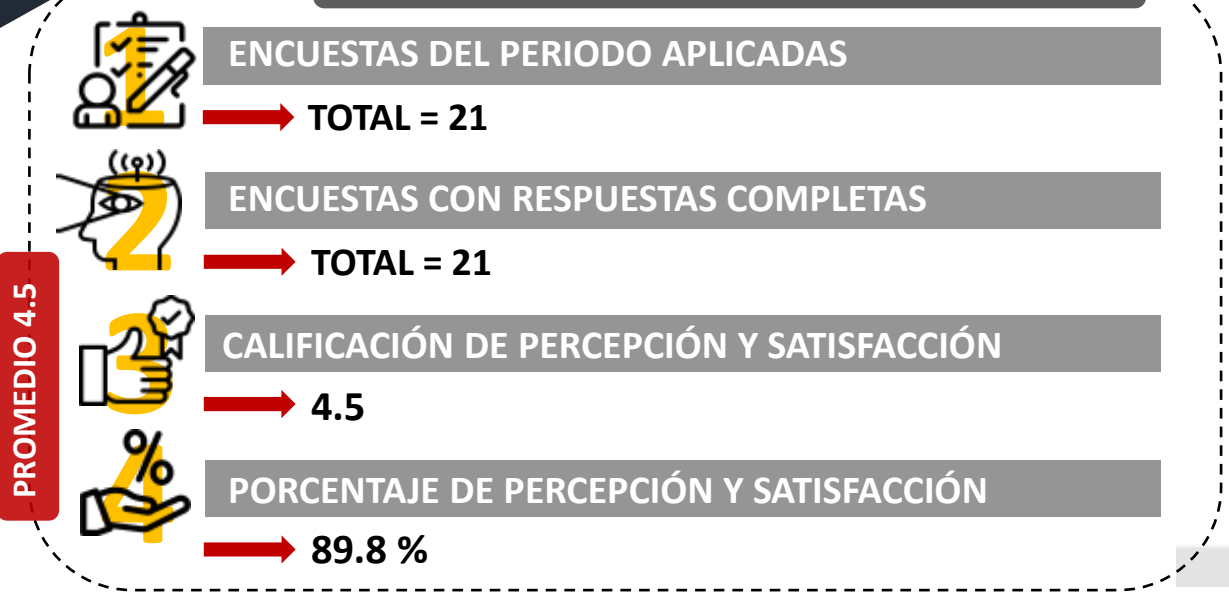 1
ENCUESTAS DEL PERIODO APLICADAS
TOTAL = 21
2
ENCUESTAS CON RESPUESTAS COMPLETAS
TOTAL = 21
PROMEDIO 4.5
3
CALIFICACIÓN DE PERCEPCIÓN Y SATISFACCIÓN
4.5
4
%
PORCENTAJE DE PERCEPCIÓN Y SATISFACCIÓN
89.8 %